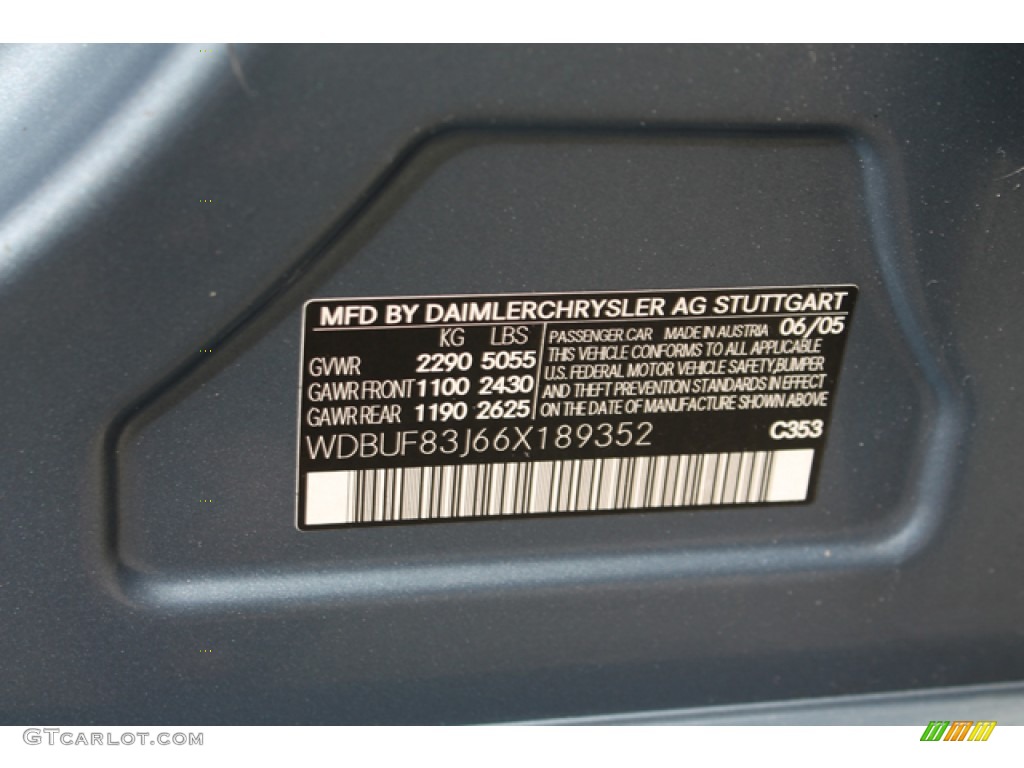 MFD BY DAIMLERCHRYSLER AG STUTTGART
KG LBS
GVWR 2290 5055
GAWR FRONT 1100 2430
GAWR REAR 1190 2625
PASSENGER CAR MADE IN AUSTRIA 06/05
THIS VEHICLE CONFORMS TO ALL APPLICABLE
U.S. FEDERAL MOTOR VEHICLE SAFETY,BUMPER
AND THEFT PREVENTION STANDARDS IN EFFECT
ON THE DATE OF MANUFACTURE SHOWN ABOVE
WDBUF83J66X189352 C353
GTCarLot.com